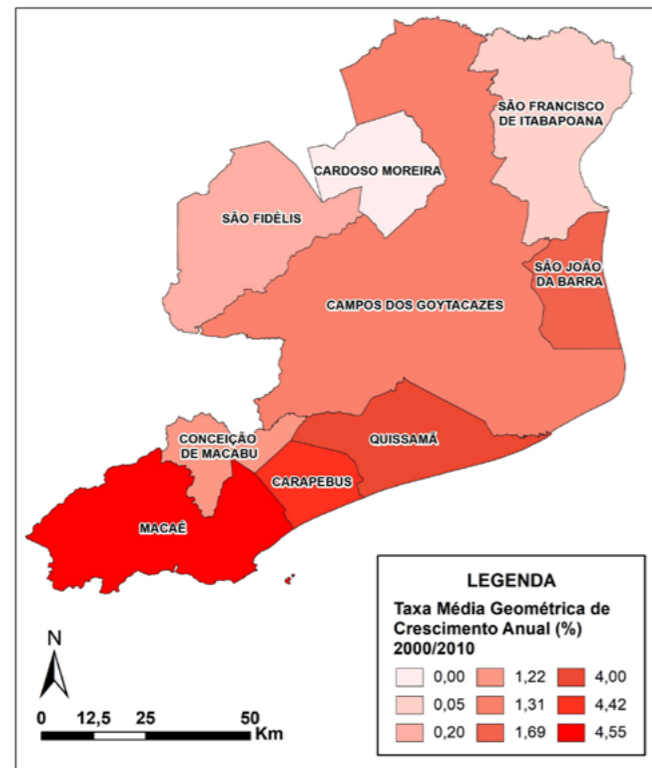 SÃO FRANCISCO
DE ITABAPOANA
CARDOSO MOREIRA
SÃO FIDÉLIS
SÃO JOÃO
DA BARRA
CAMPOS DOS GOYTACAZES
CONCEIÇÃO
DE MACABU
QUISSAMÃ
CARAPEBUS
MACAÉ
LEGENDA
Taxa Média Geométrica de
Crescimento Anual (%)
2000/2010
0,00 1,22 4,00
0,05 1,31 4,42
0,20 1,69 4,55
N
0 12,5 25 50
Km